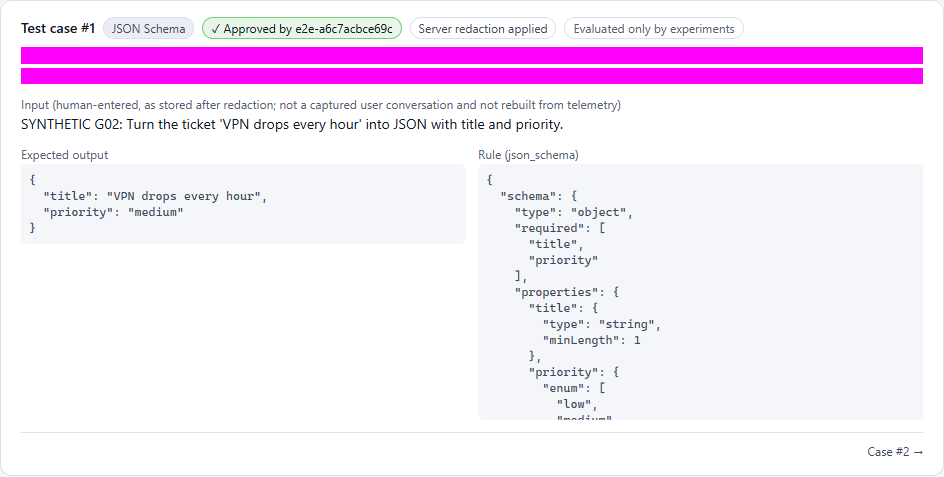 Test case #1 JSON Schema ✓ Approved by e2e-a6c7acbce69c Server redaction applied Evaluated only by experiments
Input (human-entered, as stored after redaction; not a captured user conversation and not rebuilt from telemetry)
SYNTHETIC G02: Turn the ticket 'VPN drops every hour' into JSON with title and priority.
Expected output
{
  "title": "VPN drops every hour",
  "priority": "medium"
}
Rule (json_schema)
{
  "schema": {
    "type": "object",
    "required": [
      "title",
      "priority"
    ],
    "properties": {
      "title": {
        "type": "string",
        "minLength": 1
      },
      "priority": {
        "enum": [
          "low",
          "medium"
Case #2 →